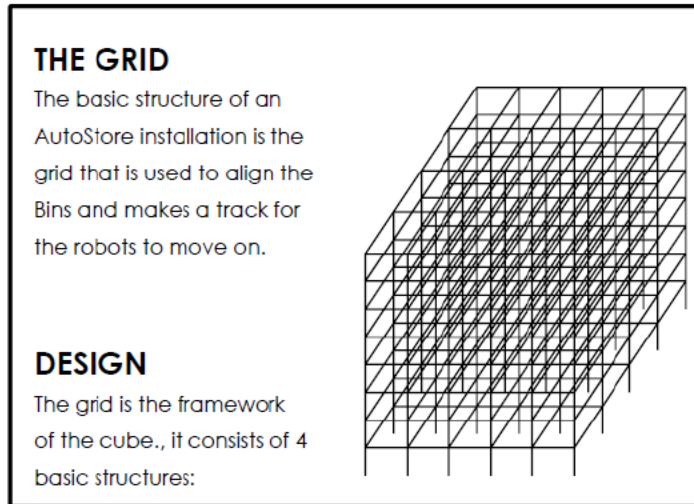 THE GRID
The basic structure of an
AutoStore installation is the
grid that is used to align the
Bins and makes a track for
the robots to move on.
DESIGN
The grid is the framework
of the cube., it consists of 4
basic structures: